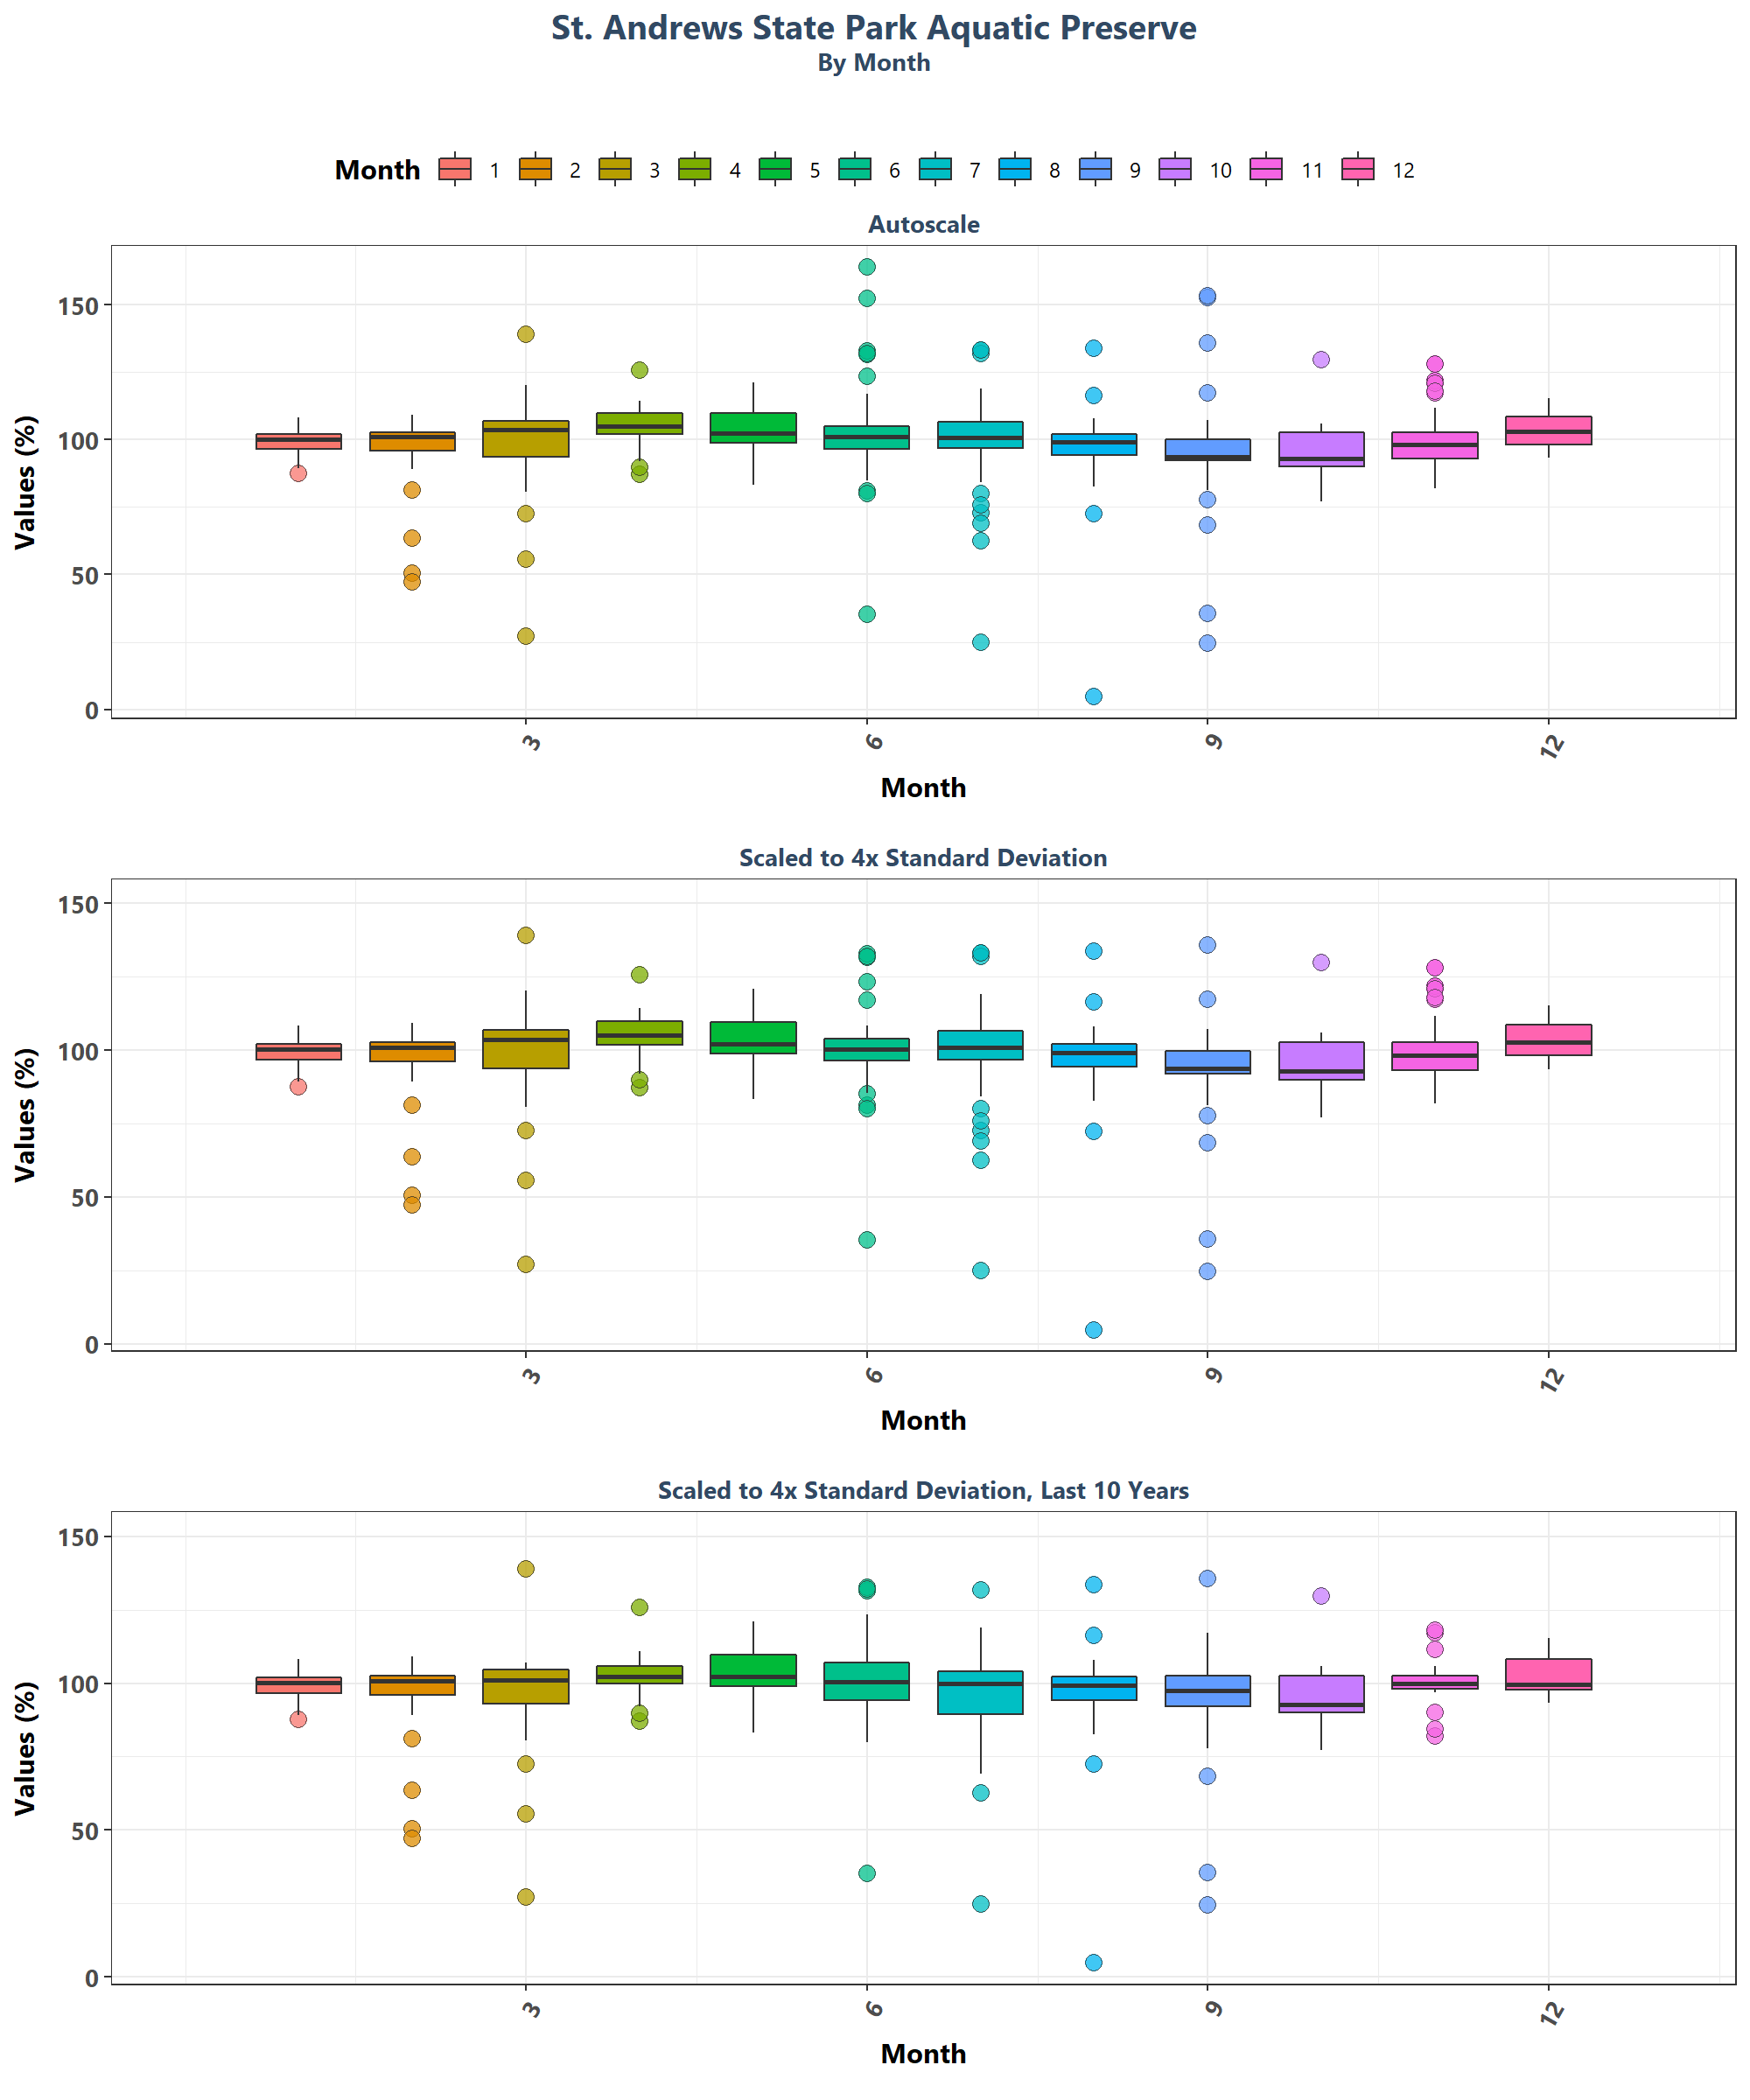 St. Andrews State Park Aquatic Preserve
By Month
Month 1 2 3 4 5 6 7 8 9 10 11 12
Autoscale
Values (%)
150
100
50
0
3 6 9 12
Month
Scaled to 4x Standard Deviation
Values (%)
150
100
50
0
3 6 9 12
Month
Scaled to 4x Standard Deviation, Last 10 Years
Values (%)
150
100
50
0
3 6 9 12
Month